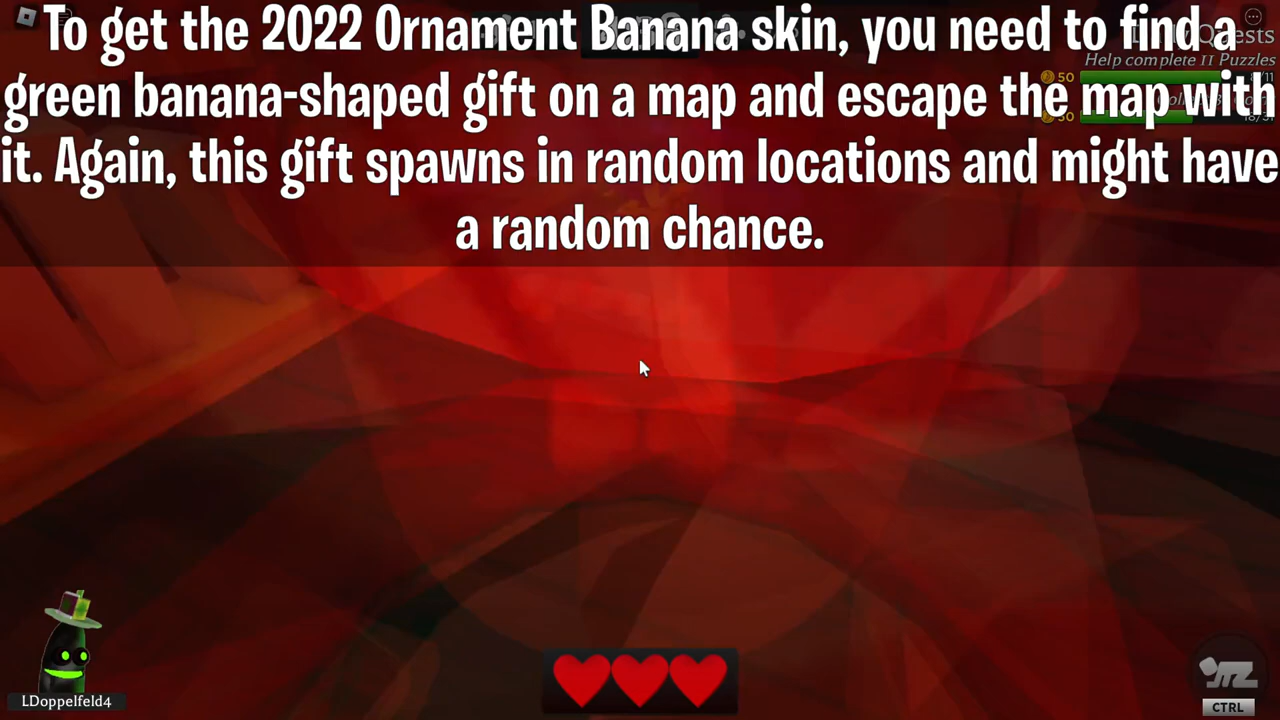 To get the 2022 Ornament Banana skin, you need to find a
green banana-shaped gift on a map and escape the map with
it. Again, this gift spawns in random locations and might have
a random chance.
Quests
Help complete 11 Puzzles
50
50
LDoppelfeld4
CTRL